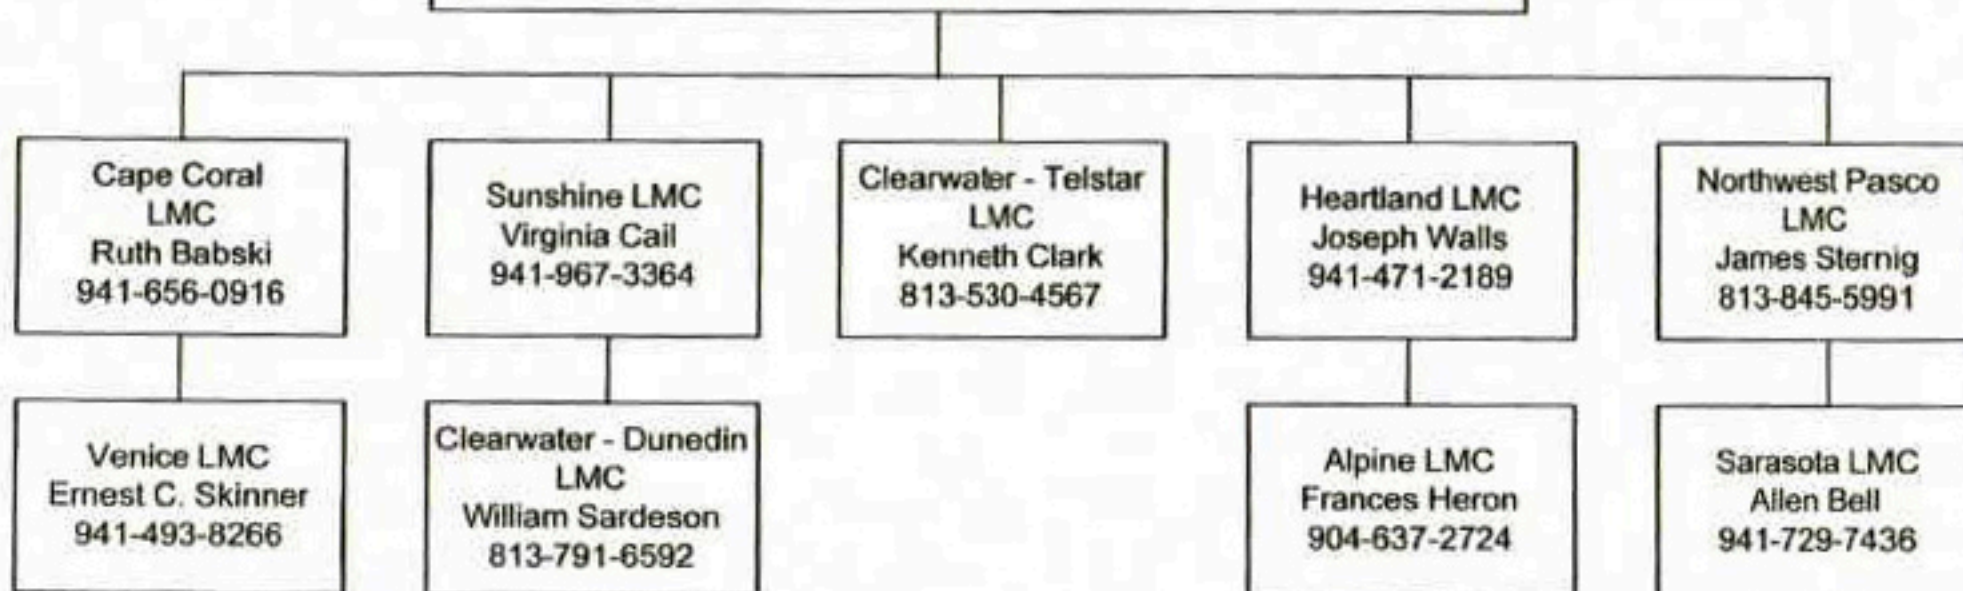 Cape Coral
LMC
Ruth Babski
941-656-0916
Sunshine LMC
Virginia Cail
941-967-3364
Clearwater - Telstar
LMC
Kenneth Clark
813-530-4567
Heartland LMC
Joseph Walls
941-471-2189
Northwest Pasco
LMC
James Sternig
813-845-5991
Venice LMC
Ernest C. Skinner
941-493-8266
Clearwater - Dunedin
LMC
William Sardeson
813-791-6592
Alpine LMC
Frances Heron
904-637-2724
Sarasota LMC
Allen Bell
941-729-7436